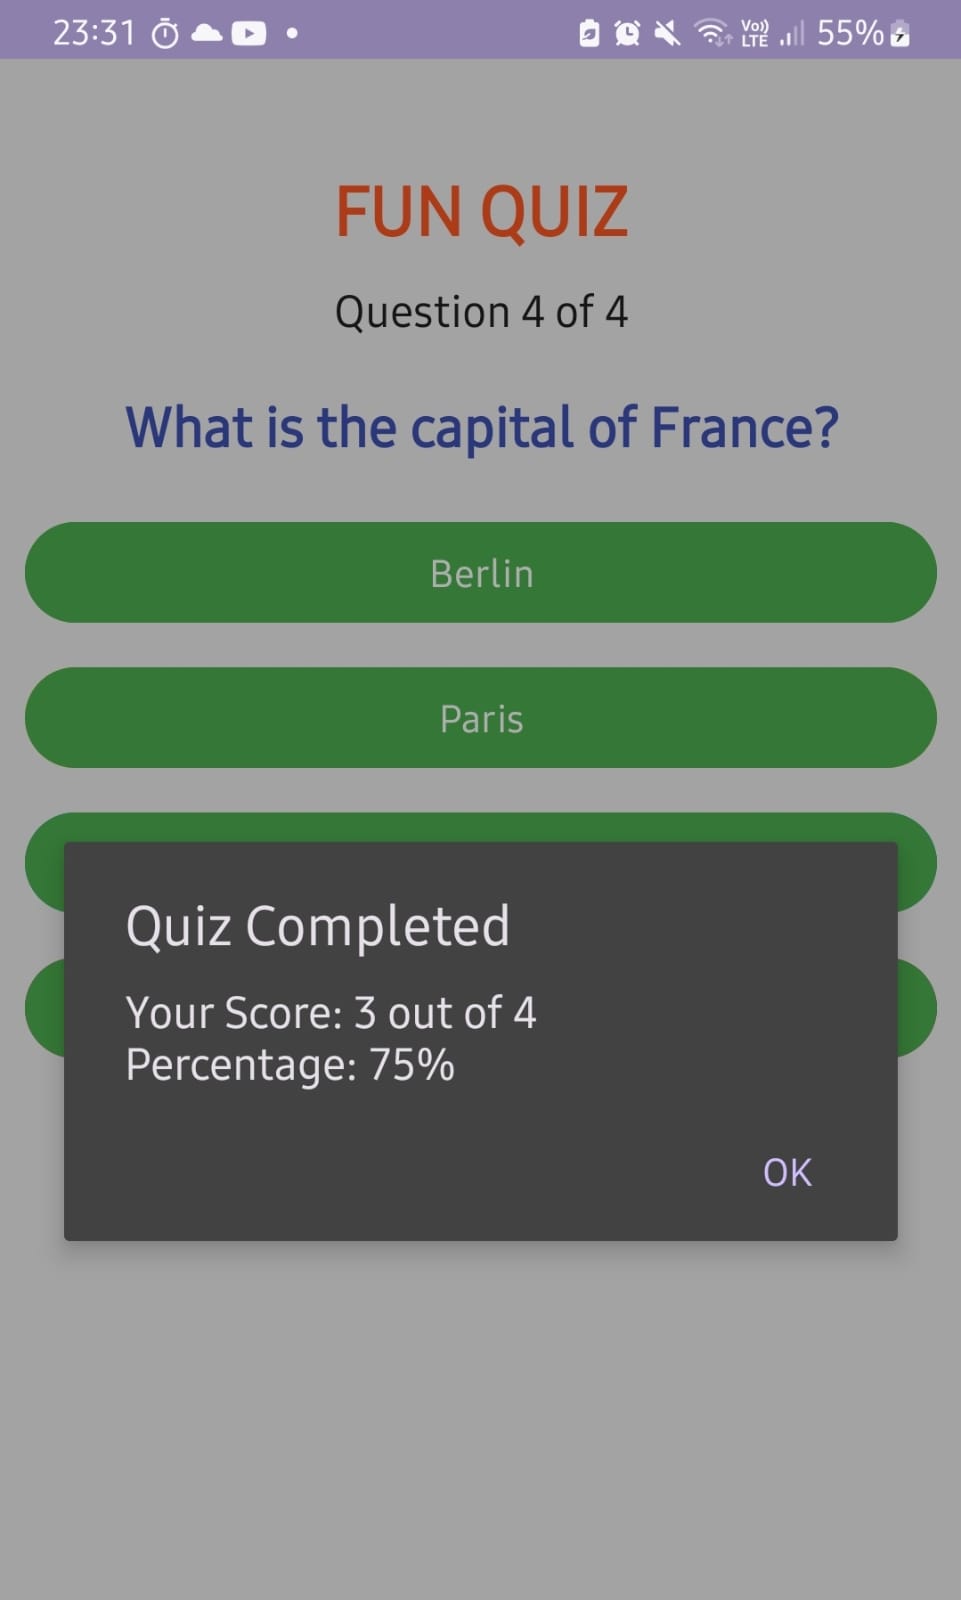 23:31 Vo)) LTE 55%
FUN QUIZ
Question 4 of 4
What is the capital of France?
Berlin
Paris
Quiz Completed
Your Score: 3 out of 4
Percentage: 75%
OK